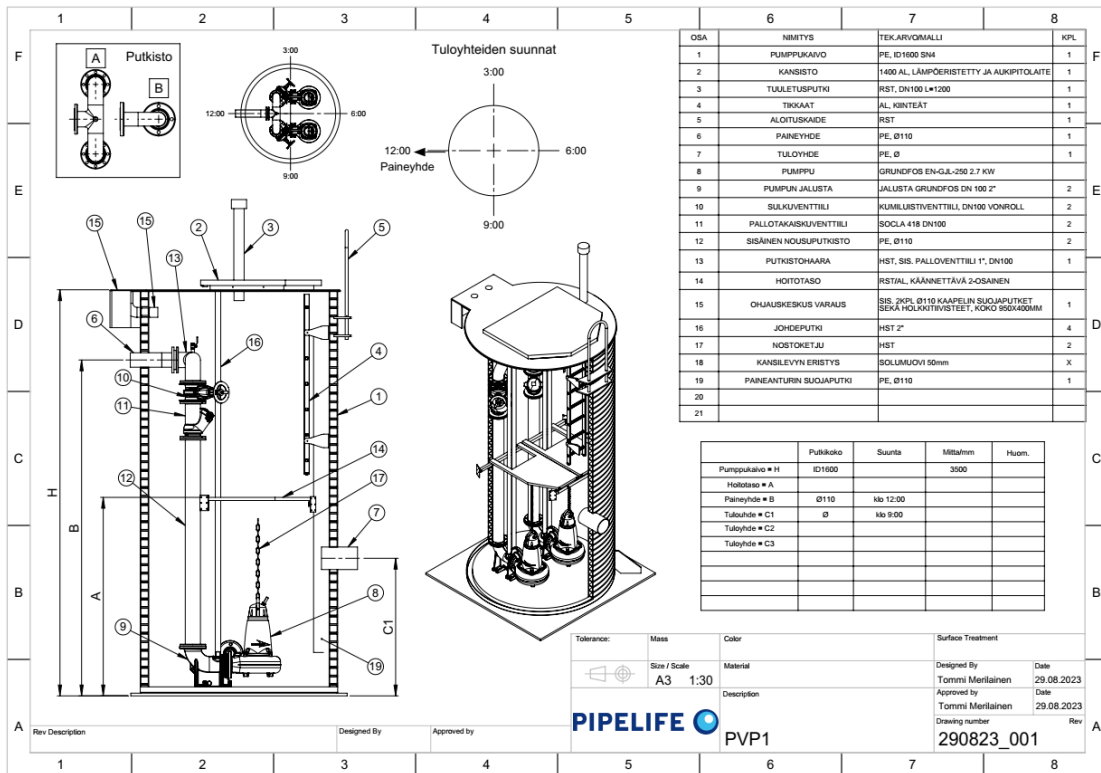 1 2 3 4 5 6 7 8
F
E
D
C
B
A
A Putkisto
B
3:00
12:00 6:00
9:00
Tuloyhteiden suunnat
3:00
12:00 6:00
Paineyhde
9:00
OSA NIMITYS TEK.ARVO/MALLI KPL
1 PUMPPUKAIVO PE, ID1600 SN4 1
2 KANSISTO 1400 AL, LÄMPÖERISTETTY JA AUKIPITOLAITE 1
3 TUULETUSPUTKI RST, DN100 L=1200 1
4 TIKKAAT AL, KIINTEÄT 1
5 ALOITUSKAIDE RST 1
6 PAINEYHDE PE, Ø110 1
7 TULOYHDE PE, Ø 1
8 PUMPPU GRUNDFOS EN-GJL-250 2.7 KW
9 PUMPUN JALUSTA JALUSTA GRUNDFOS DN 100 2" 2
10 SULKUVENTTIILI KUMILUISTIVENTTIILI, DN100 VONROLL 2
11 PALLOTAKAISKUVENTTIILI SOCLA 418 DN100 2
12 SISÄINEN NOUSUPUTKISTO PE, Ø110 2
13 PUTKISTOHAARA HST, SIS. PALLOVENTTIILI 1", DN100 1
14 HOITOTASO RST/AL, KÄÄNNETTÄVÄ 2-OSAINEN
15 OHJAUSKESKUS VARAUS SIS. 2KPL Ø110 KAAPELIN SUOJAPUTKET 1
SEKÄ HOLKKITIIVISTEET, KOKO 950X400MM
16 JOHDEPUTKI HST 2" 4
17 NOSTOKETJU HST 2
18 KANSILEVYN ERISTYS SOLUMUOVI 50mm X
19 PAINEANTURIN SUOJAPUTKI PE, Ø110 1
20
21
15
15
13
2
3
5
6
16
4
10
11
1
12
14
17
7
8
9
19
H
B
A
C1
Putkikoko Suunta Mitta/mm Huom.
Pumppukaivo = H ID1600 3500
Hoitotaso = A
Paineyhde = B Ø110 klo 12:00
Tulouhde = C1 Ø klo 9:00
Tuloyhde = C2
Tuloyhde = C3
Tolerance: Mass Color Surface Treatment
Size / Scale Material Designed By Date
A3 1:30 Tommi Merilainen 29.08.2023
Description Approved by Date
Tommi Merilainen 29.08.2023
PIPELIFE PVP1 Drawing number Rev
290823_001
Rev Description Designed By Approved by
F
E
D
C
B
A
1 2 3 4 5 6 7 8